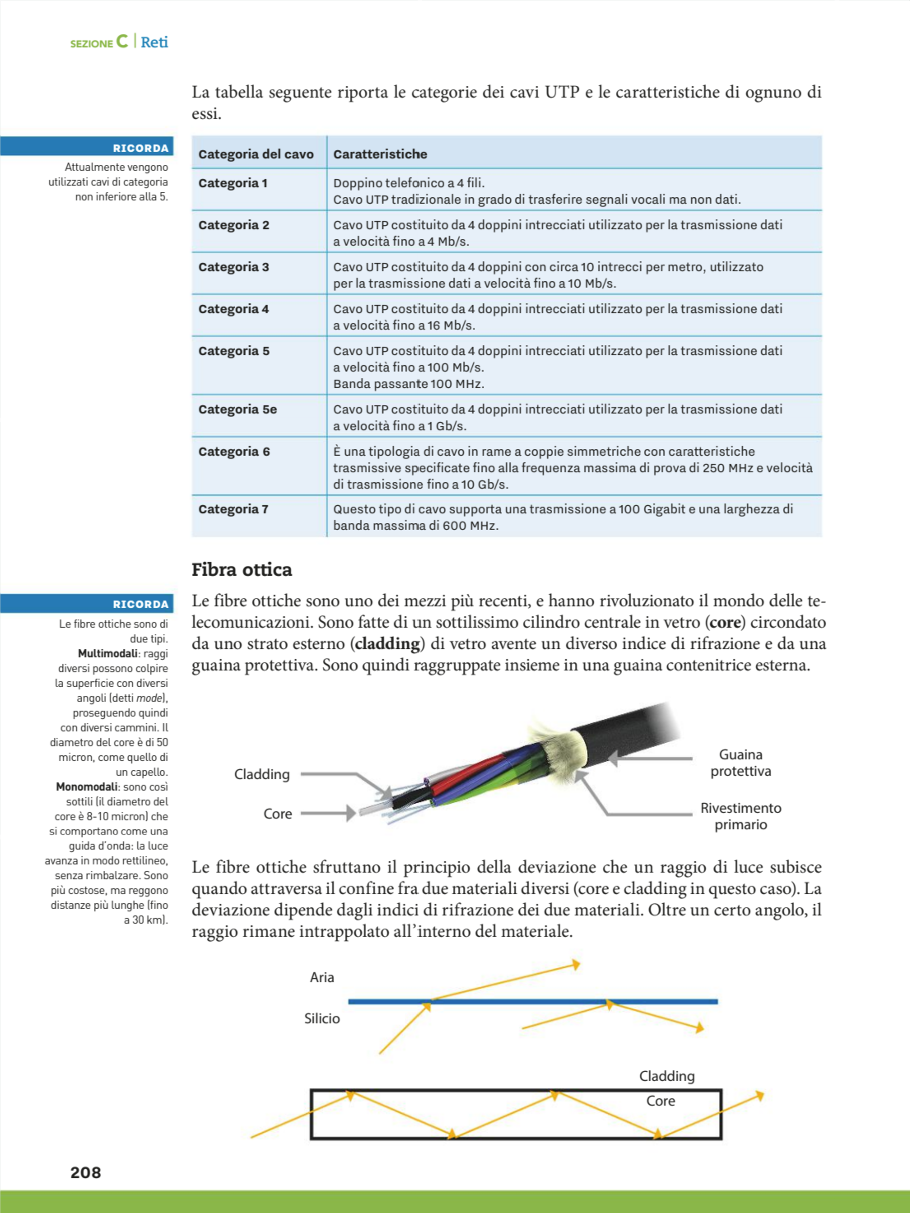 SEZIONE C | Reti
La tabella seguente riporta le categorie dei cavi UTP e le caratteristiche di ognuno di
essi.
RICORDA
Attualmente vengono
utilizzati cavi di categoria
non inferiore alla 5.
Categoria del cavo Caratteristiche
Categoria 1 Doppino telefonico a 4 fili.
Cavo UTP tradizionale in grado di trasferire segnali vocali ma non dati.
Categoria 2 Cavo UTP costituito da 4 doppini intrecciati utilizzato per la trasmissione dati
a velocità fino a 4 Mb/s.
Categoria 3 Cavo UTP costituito da 4 doppini con circa 10 intrecci per metro, utilizzato
per la trasmissione dati a velocità fino a 10 Mb/s.
Categoria 4 Cavo UTP costituito da 4 doppini intrecciati utilizzato per la trasmissione dati
a velocità fino a 16 Mb/s.
Categoria 5 Cavo UTP costituito da 4 doppini intrecciati utilizzato per la trasmissione dati
a velocità fino a 100 Mb/s.
Banda passante 100 MHz.
Categoria 5e Cavo UTP costituito da 4 doppini intrecciati utilizzato per la trasmissione dati
a velocità fino a 1 Gb/s.
Categoria 6 È una tipologia di cavo in rame a coppie simmetriche con caratteristiche
trasmissive specificate fino alla frequenza massima di prova di 250 MHz e velocità
di trasmissione fino a 10 Gb/s.
Categoria 7 Questo tipo di cavo supporta una trasmissione a 100 Gigabit e una larghezza di
banda massima di 600 MHz.
Fibra ottica
Le fibre ottiche sono uno dei mezzi più recenti, e hanno rivoluzionato il mondo delle te-
lecomunicazioni. Sono fatte di un sottilissimo cilindro centrale in vetro (core) circondato
da uno strato esterno (cladding) di vetro avente un diverso indice di rifrazione e da una
guaina protettiva. Sono quindi raggruppate insieme in una guaina contenitrice esterna.
RICORDA
Le fibre ottiche sono di
due tipi.
Multimodali: raggi
diversi possono colpire
la superficie con diversi
angoli (detti mode),
proseguendo quindi
con diversi cammini. Il
diametro del core è di 50
micron, come quello di
un capello.
Monomodali: sono così
sottili (il diametro del
core è 8-10 micron) che
si comportano come una
guida d'onda: la luce
avanza in modo rettilineo,
senza rimbalzare. Sono
più costose, ma reggono
distanze più lunghe (fino
a 30 km).
Cladding
Core
Guaina
protettiva
Rivestimento
primario
Le fibre ottiche sfruttano il principio della deviazione che un raggio di luce subisce
quando attraversa il confine fra due materiali diversi (core e cladding in questo caso). La
deviazione dipende dagli indici di rifrazione dei due materiali. Oltre un certo angolo, il
raggio rimane intrappolato all'interno del materiale.
Aria
Silicio
Cladding
Core
208